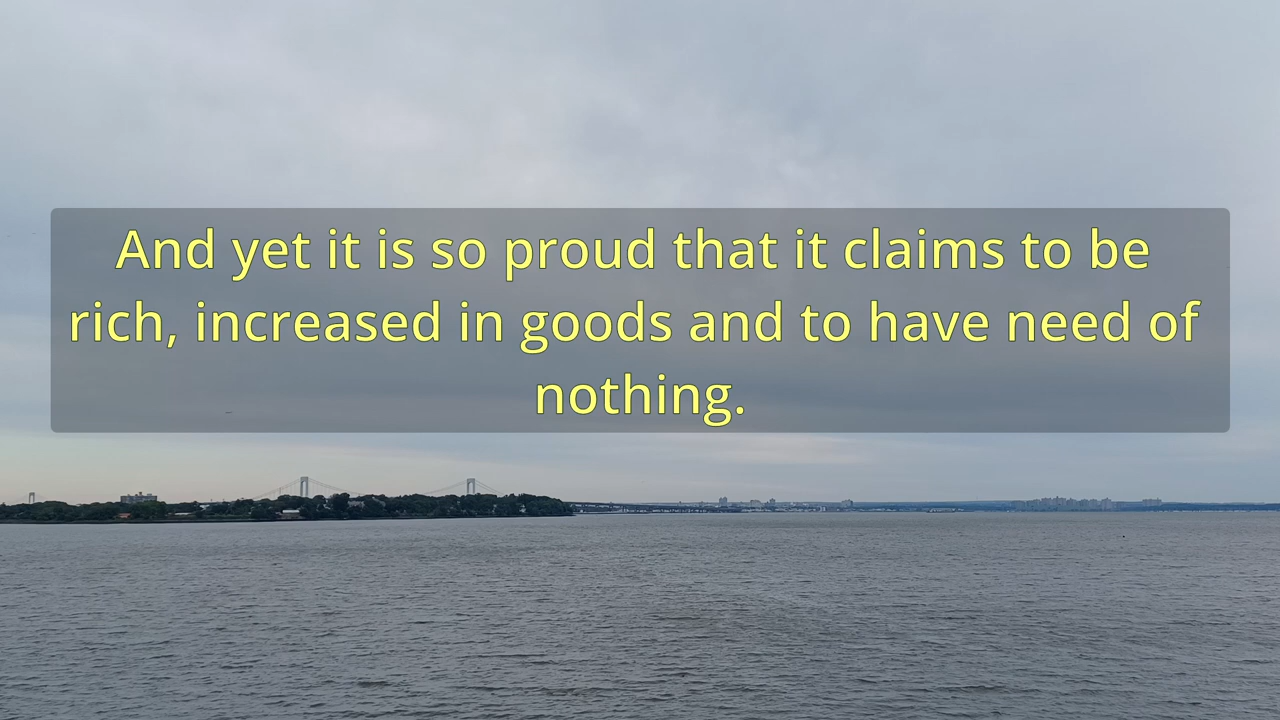 And yet it is so proud that it claims to be
rich, increased in goods and to have need of
nothing.